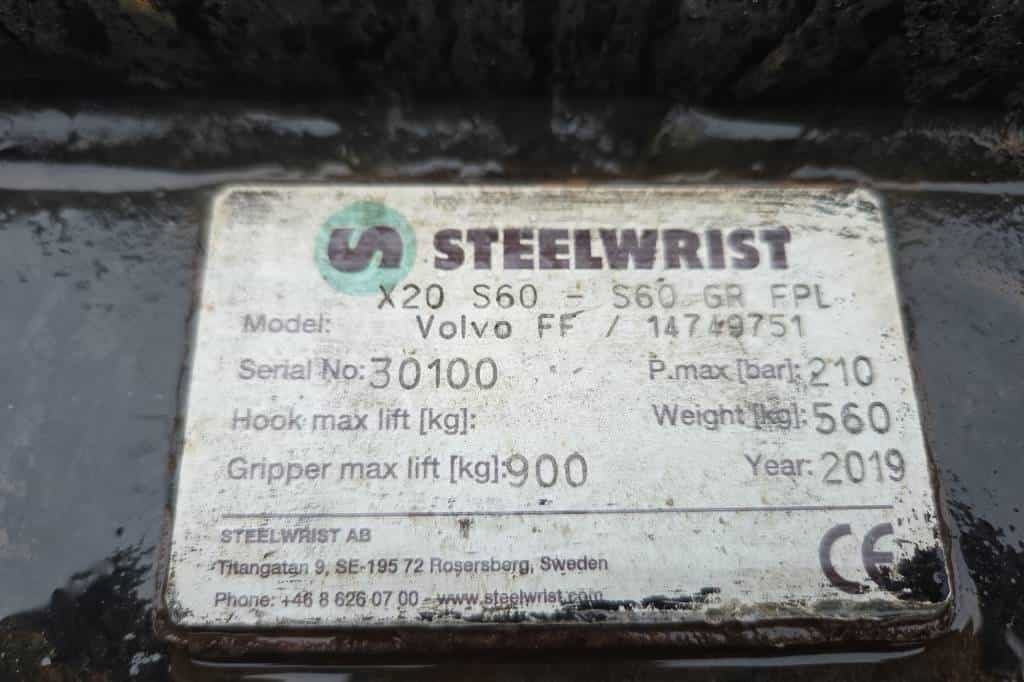 STEELWRIST
X20 S60 - S60 GR FPL
Model: Volvo FF / 14749751
Serial No: 30100 P.max [bar]: 210
Hook max lift [kg]: Weight [kg]: 560
Gripper max lift [kg]: 900 Year: 2019
STEELWRIST AB
Titangatan 9, SE-195 72 Rosersberg, Sweden
Phone: +46 8 626 07 00 - www.steelwrist.com
CE